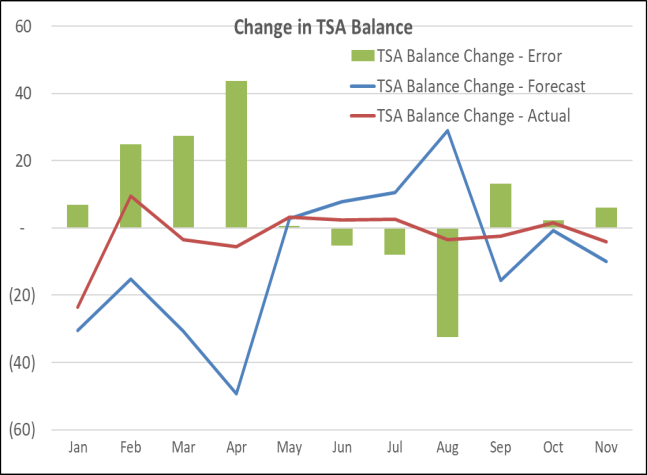 Change in TSA Balance
TSA Balance Change - Error
TSA Balance Change - Forecast
TSA Balance Change - Actual
60
40
20
-
(20)
(40)
(60)
Jan Feb Mar Apr May Jun Jul Aug Sep Oct Nov